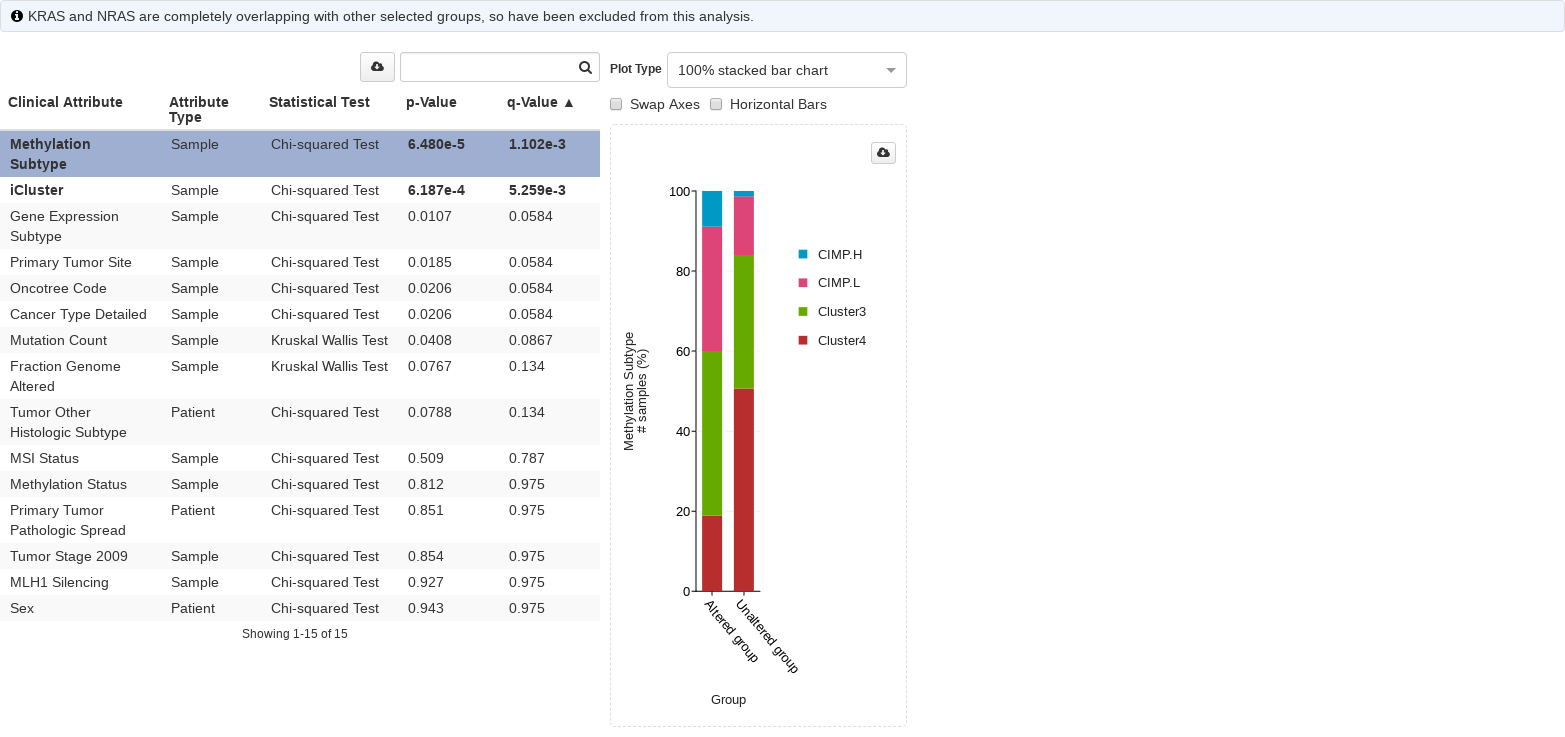 KRAS and NRAS are completely overlapping with other selected groups, so have been excluded from this analysis.
Plot Type 100% stacked bar chart
Swap Axes Horizontal Bars
Clinical Attribute Attribute Type Statistical Test p-Value q-Value ▲
Methylation Subtype Sample Chi-squared Test 6.480e-5 1.102e-3
iCluster Sample Chi-squared Test 6.187e-4 5.259e-3
Gene Expression Subtype Sample Chi-squared Test 0.0107 0.0584
Primary Tumor Site Sample Chi-squared Test 0.0185 0.0584
Oncotree Code Sample Chi-squared Test 0.0206 0.0584
Cancer Type Detailed Sample Chi-squared Test 0.0206 0.0584
Mutation Count Sample Kruskal Wallis Test 0.0408 0.0867
Fraction Genome Altered Sample Kruskal Wallis Test 0.0767 0.134
Tumor Other Histologic Subtype Patient Chi-squared Test 0.0788 0.134
MSI Status Sample Chi-squared Test 0.509 0.787
Methylation Status Sample Chi-squared Test 0.812 0.975
Primary Tumor Pathologic Spread Patient Chi-squared Test 0.851 0.975
Tumor Stage 2009 Sample Chi-squared Test 0.854 0.975
MLH1 Silencing Sample Chi-squared Test 0.927 0.975
Sex Patient Chi-squared Test 0.943 0.975
Showing 1-15 of 15
Methylation Subtype
# samples (%)
100
80
60
40
20
0
CIMP.H
CIMP.L
Cluster3
Cluster4
Altered group
Unaltered group
Group